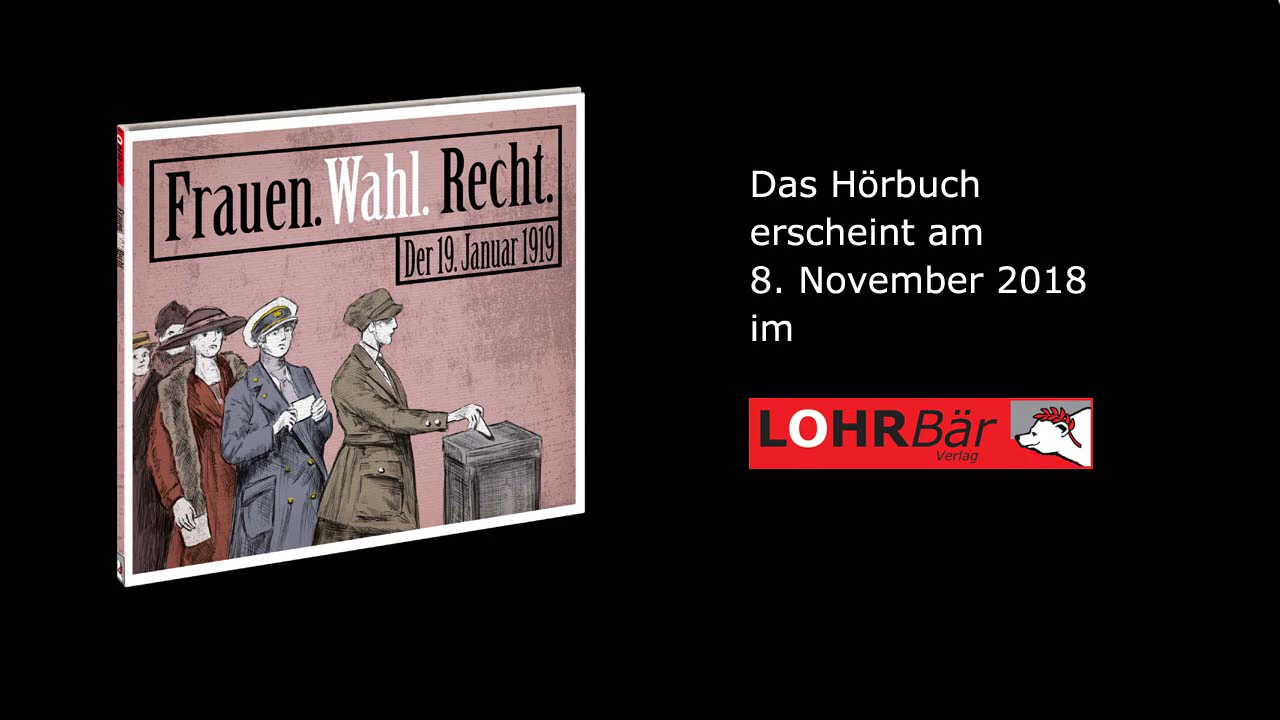 Frauen. Wahl. Recht.
Der 19. Januar 1919
Das Hörbuch
erscheint am
8. November 2018
im
LOHRBär
Verlag